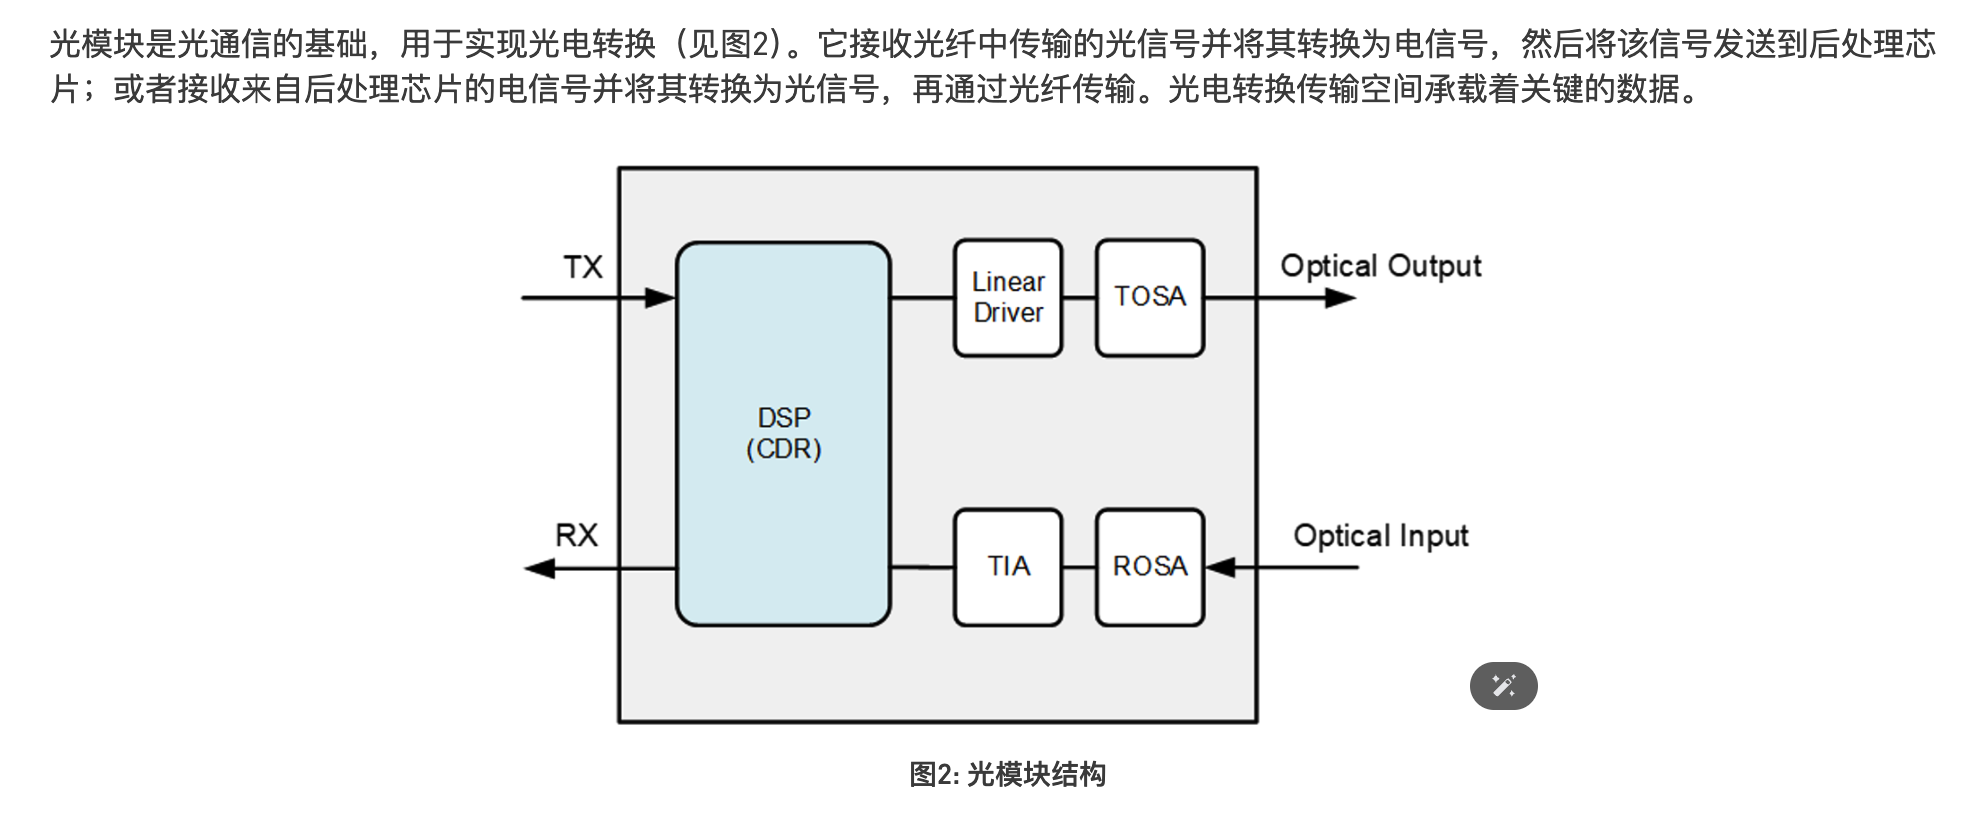 光模块是光通信的基础，用于实现光电转换（见图2）。它接收光纤中传输的光信号并将其转换为电信号，然后将该信号发送到后处理芯
片；或者接收来自后处理芯片的电信号并将其转换为光信号，再通过光纤传输。光电转换传输空间承载着关键的数据。
TX
Linear
Driver
TOSA
Optical Output
DSP
(CDR)
RX
TIA
ROSA
Optical Input
图2: 光模块结构